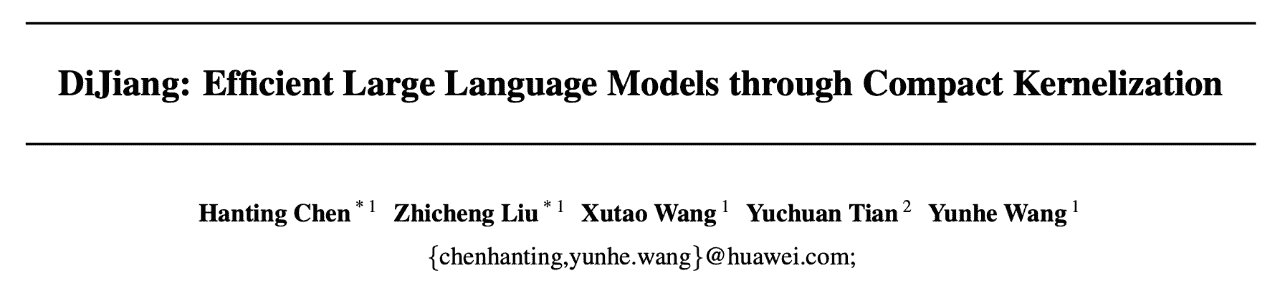 DiJiang: Efficient Large Language Models through Compact Kernelization
Hanting Chen * 1 Zhicheng Liu * 1 Xutao Wang 1 Yuchuan Tian 2 Yunhe Wang 1
{chenhanting,yunhe.wang}@huawei.com;